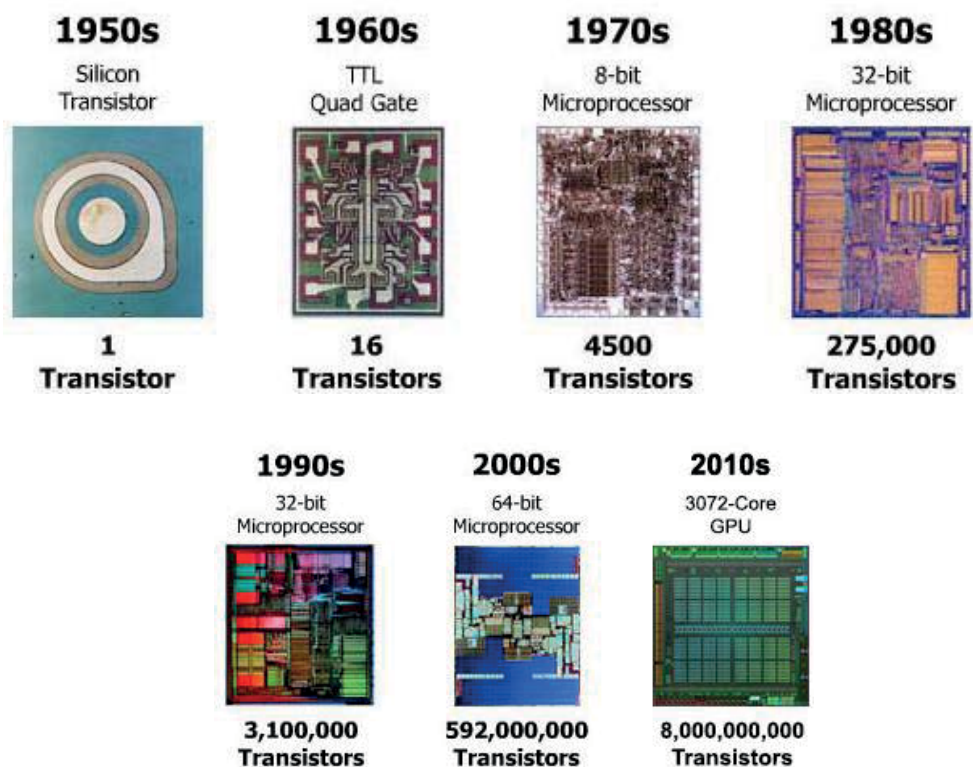 1950s
Silicon
Transistor
1
Transistor
1960s
TTL
Quad Gate
16
Transistors
1970s
8-bit
Microprocessor
4500
Transistors
1980s
32-bit
Microprocessor
275,000
Transistors
1990s
32-bit
Microprocessor
3,100,000
Transistors
2000s
64-bit
Microprocessor
592,000,000
Transistors
2010s
3072-Core
GPU
8,000,000,000
Transistors